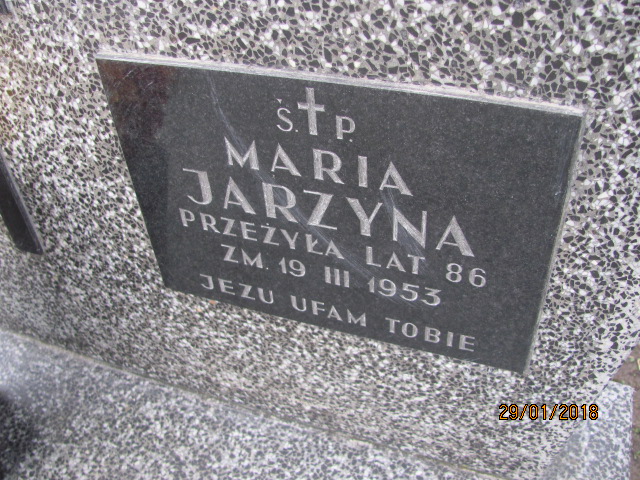 Ś. P.
MARIA
JARZYNA
PRZEŻYŁA LAT 86
ZM. 19 III 1953
JEZU UFAM TOBIE
29/01/2018